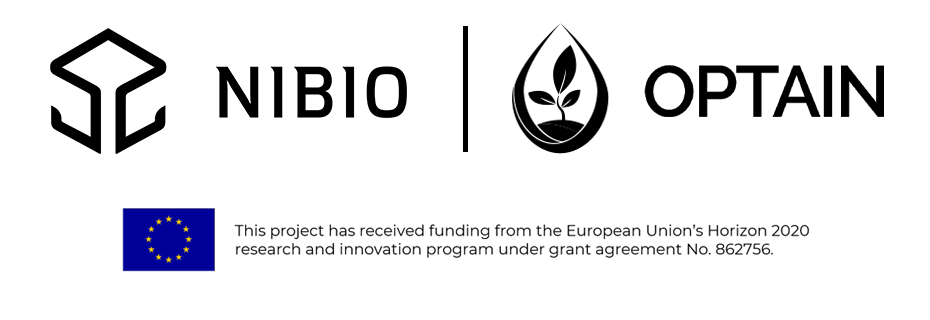 NIBIO
OPTAIN
This project has received funding from the European Union’s Horizon 2020
research and innovation program under grant agreement No. 862756.